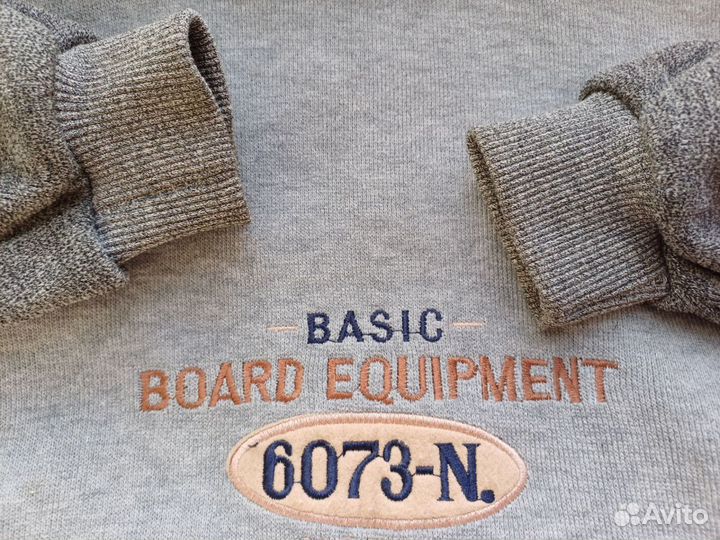 BASIC
BOARD EQUIPMENT
6073-N.
Avito